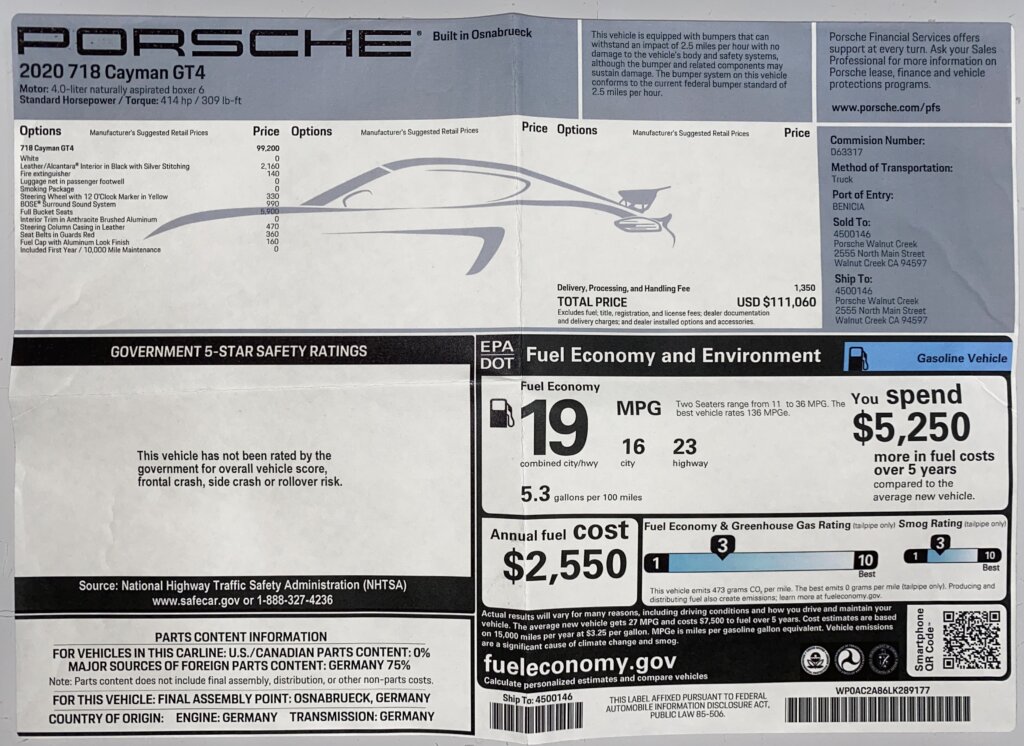 PORSCHE®
Built in Osnabrueck
2020 718 Cayman GT4
Motor: 4.0-liter naturally aspirated boxer 6
Standard Horsepower / Torque: 414 hp / 309 lb-ft
This vehicle is equipped with bumpers that can
withstand an impact of 2.5 miles per hour with no
damage to the vehicle's body and safety systems,
although the bumper and related components may
sustain damage. The bumper system on this vehicle
conforms to the current federal bumper standard of
2.5 miles per hour.
Porsche Financial Services offers
support at every turn. Ask your Sales
Professional for more information on
Porsche lease, finance and vehicle
protections programs.
www.porsche.com/pfs
Options Manufacturer's Suggested Retail Prices Price
718 Cayman GT4 99,200
White 0
Leather/Alcantara® Interior in Black with Silver Stitching 2,160
Fire extinguisher 140
Luggage net in passenger footwell 0
Smoking Package 0
Steering Wheel with 12 O'Clock Marker in Yellow 330
BOSE® Surround Sound System 990
Full Bucket Seats 5,900
Interior Trim in Anthracite Brushed Aluminum 0
Steering Column Casing in Leather 470
Seat Belts in Guards Red 360
Fuel Cap with Aluminum Look Finish 160
Included First Year / 10,000 Mile Maintenance 0
Options Manufacturer's Suggested Retail Prices Price
Options Manufacturer's Suggested Retail Prices Price
Delivery, Processing, and Handling Fee 1,350
TOTAL PRICE USD $111,060
Excludes fuel; title, registration, and license fees; dealer documentation
and delivery charges; and dealer installed options and accessories.
Commision Number:
D63317
Method of Transportation:
Truck
Port of Entry:
BENICIA
Sold To:
4500146
Porsche Walnut Creek
2555 North Main Street
Walnut Creek CA 94597
Ship To:
4500146
Porsche Walnut Creek
2555 North Main Street
Walnut Creek CA 94597
GOVERNMENT 5-STAR SAFETY RATINGS
This vehicle has not been rated by the
government for overall vehicle score,
frontal crash, side crash or rollover risk.
Source: National Highway Traffic Safety Administration (NHTSA)
www.safecar.gov or 1-888-327-4236
PARTS CONTENT INFORMATION
FOR VEHICLES IN THIS CARLINE: U.S./CANADIAN PARTS CONTENT: 0%
MAJOR SOURCES OF FOREIGN PARTS CONTENT: GERMANY 75%
Note: Parts content does not include final assembly, distribution, or other non-parts costs.
FOR THIS VEHICLE: FINAL ASSEMBLY POINT: OSNABRUECK, GERMANY
COUNTRY OF ORIGIN: ENGINE: GERMANY TRANSMISSION: GERMANY
EPA
DOT
Fuel Economy and Environment
Gasoline Vehicle
Fuel Economy
19 MPG
combined city/hwy
16
city
23
highway
5.3 gallons per 100 miles
Two Seaters range from 11 to 36 MPG. The
best vehicle rates 136 MPGe.
You spend
$5,250
more in fuel costs
over 5 years
compared to the
average new vehicle.
Annual fuel cost
$2,550
Fuel Economy & Greenhouse Gas Rating (tailpipe only)
3
1 10
Best
Smog Rating (tailpipe only)
3
1 10
Best
This vehicle emits 473 grams CO₂ per mile. The best emits 0 grams per mile (tailpipe only). Producing and
distributing fuel also create emissions; learn more at fueleconomy.gov.
Actual results will vary for many reasons, including driving conditions and how you drive and maintain your
vehicle. The average new vehicle gets 27 MPG and costs $7,500 to fuel over 5 years. Cost estimates are based
on 15,000 miles per year at $3.25 per gallon. MPGe is miles per gasoline gallon equivalent. Vehicle emissions
are a significant cause of climate change and smog.
fueleconomy.gov
Calculate personalized estimates and compare vehicles
Smartphone
QR Code
Ship To: 4500146
THIS LABEL AFFIXED PURSUANT TO FEDERAL
AUTOMOBILE INFORMATION DISCLOSURE ACT,
PUBLIC LAW 85-506.
WP0AC2A86LK289177